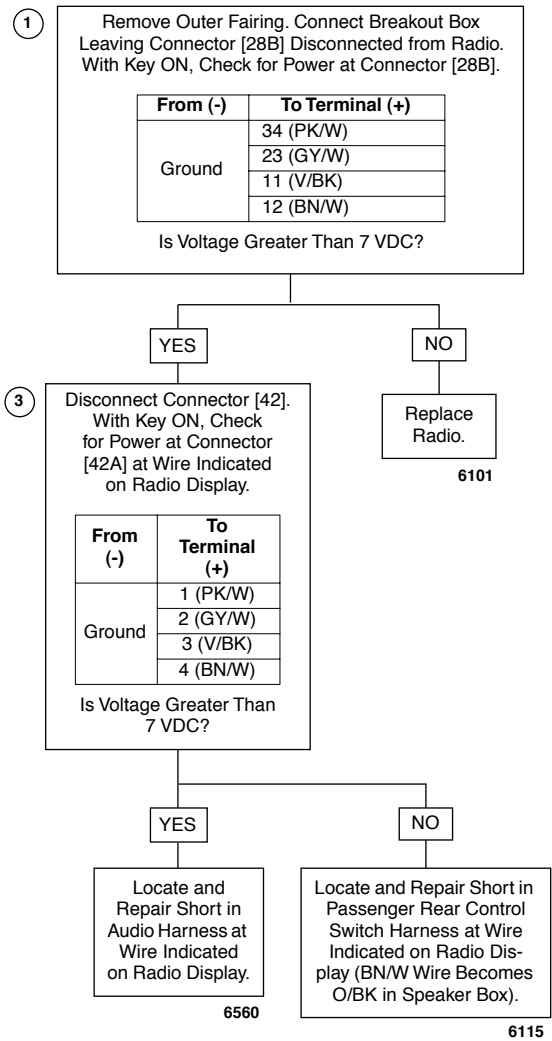 1
Remove Outer Fairing. Connect Breakout Box
Leaving Connector [28B] Disconnected from Radio.
With Key ON, Check for Power at Connector [28B].
From (-) To Terminal (+)
Ground
34 (PK/W)
23 (GY/W)
11 (V/BK)
12 (BN/W)
Is Voltage Greater Than 7 VDC?
YES
NO
Replace
Radio.
6101
3
Disconnect Connector [42].
With Key ON, Check
for Power at Connector
[42A] at Wire Indicated
on Radio Display.
From
(-)
To
Terminal
(+)
Ground
1 (PK/W)
2 (GY/W)
3 (V/BK)
4 (BN/W)
Is Voltage Greater Than
7 VDC?
YES
NO
Locate and
Repair Short in
Audio Harness at
Wire Indicated
on Radio Display.
6560
Locate and Repair Short in
Passenger Rear Control
Switch Harness at Wire
Indicated on Radio Dis-
play (BN/W Wire Becomes
O/BK in Speaker Box).
6115